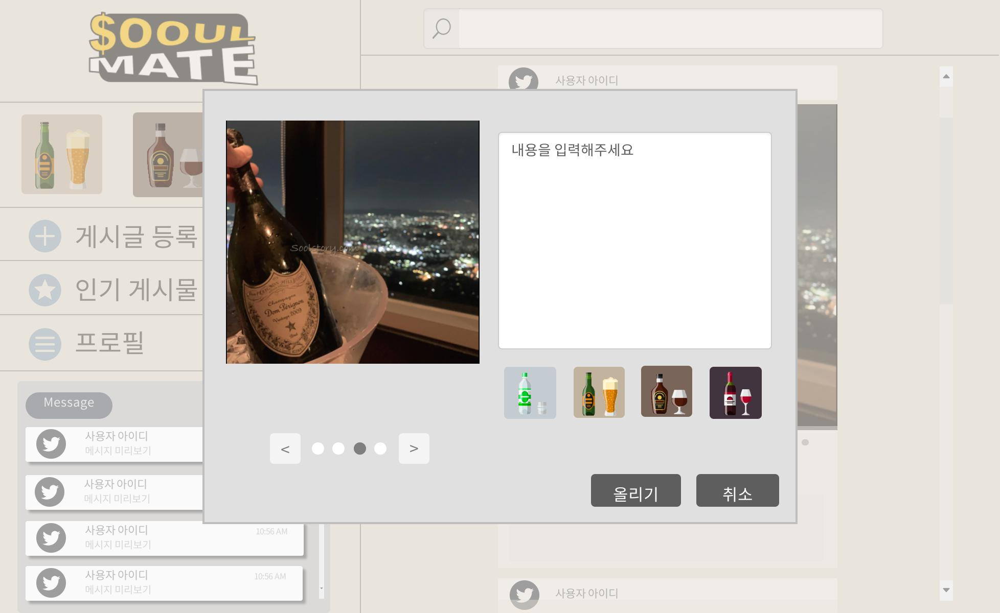 $OOUL
MATE
사용자 아이디
게시글 등록
인기 게시물
프로필
Message
사용자 아이디
메시지 미리보기
사용자 아이디
메시지 미리보기
사용자 아이디
10:56 AM
메시지 미리보기
사용자 아이디
10:56 AM
메시지 미리보기
Soolstory.com
Champagne
Dom Pérignon
Vintage 2009
Brut
내용을 입력해주세요
<
>
올리기
취소
사용자 아이디